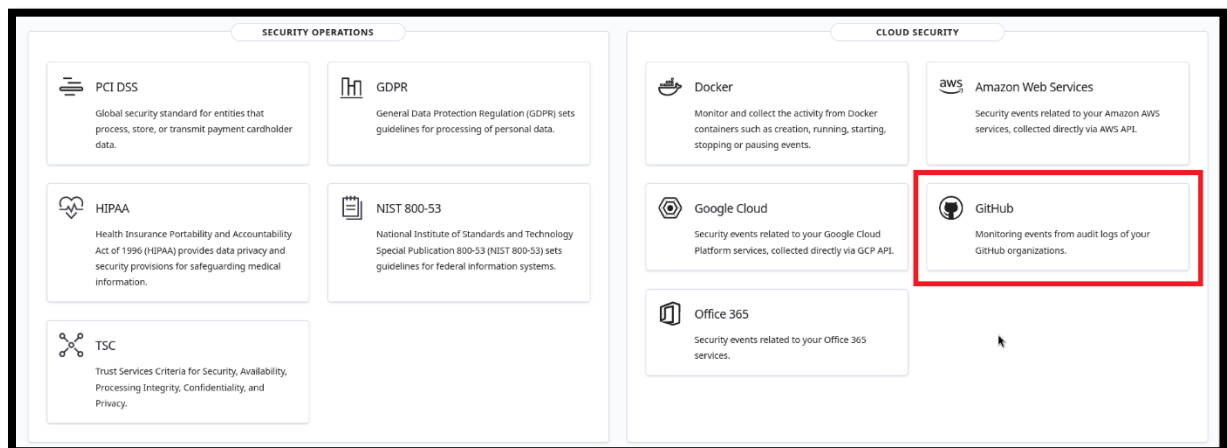 SECURITY OPERATIONS
PCI DSS
Global security standard for entities that
process, store, or transmit payment cardholder
data.
GDPR
General Data Protection Regulation (GDPR) sets
guidelines for processing of personal data.
HIPAA
Health Insurance Portability and Accountability
Act of 1996 (HIPAA) provides data privacy and
security provisions for safeguarding medical
information.
NIST 800-53
National Institute of Standards and Technology
Special Publication 800-53 (NIST 800-53) sets
guidelines for federal information systems.
TSC
Trust Services Criteria for Security, Availability,
Processing Integrity, Confidentiality, and
Privacy.
CLOUD SECURITY
Docker
Monitor and collect the activity from Docker
containers such as creation, running, starting,
stopping or pausing events.
aws
Amazon Web Services
Security events related to your Amazon AWS
services, collected directly via AWS API.
Google Cloud
Security events related to your Google Cloud
Platform services, collected directly via GCP API.
GitHub
Monitoring events from audit logs of your
GitHub organizations.
Office 365
Security events related to your Office 365
services.